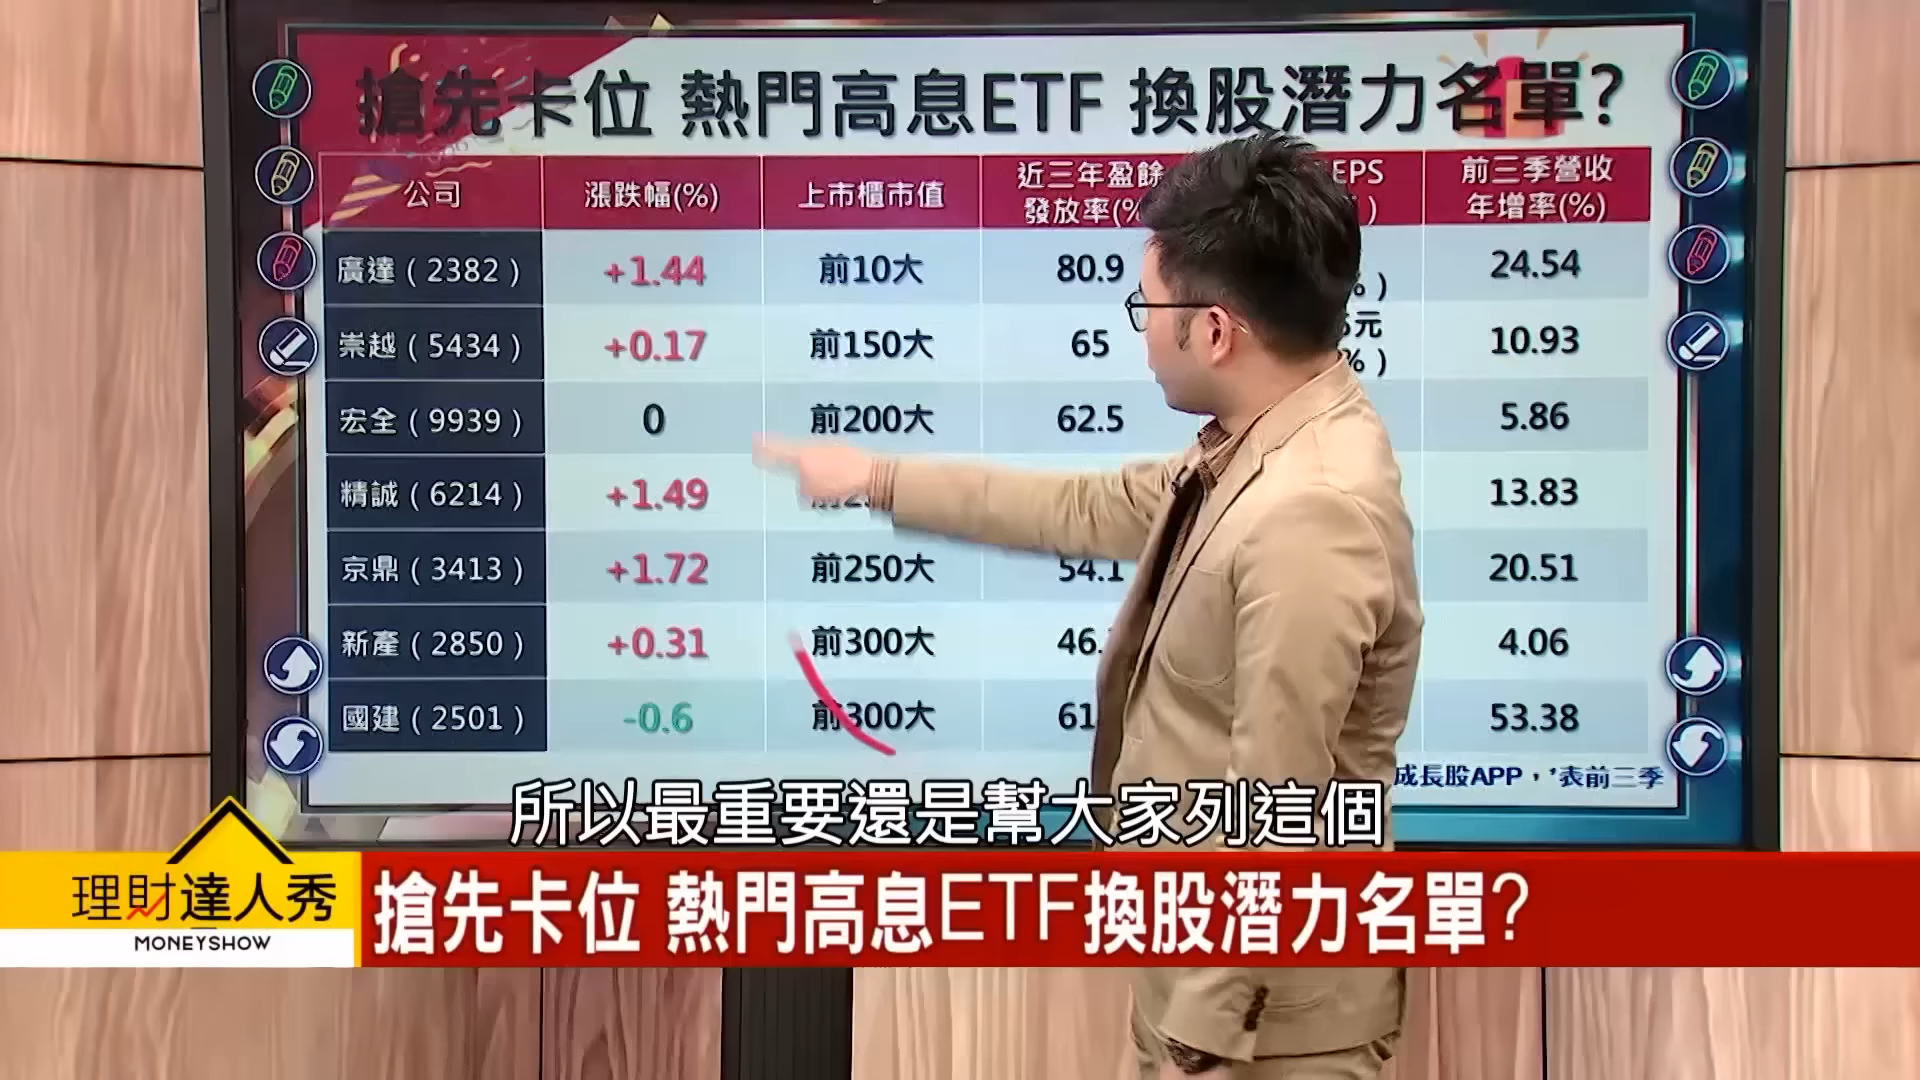 搶先卡位 熱門高息ETF 換股潛力名單?
公司 漲跌幅(%) 上市櫃市值 近三年盈餘發放率(% EPS ) 前三季營收年增率(%)
廣達(2382) +1.44 前10大 80.9 %) 24.54
崇越(5434) +0.17 前150大 65 元 %) 10.93
宏全(9939) 0 前200大 62.5 5.86
精誠(6214) +1.49 13.83
京鼎(3413) +1.72 前250大 54.1 20.51
新產(2850) +0.31 前300大 46. 4.06
國建(2501) -0.6 前300大 61 53.38
成長股APP，*表前三季
所以最重要還是幫大家列這個
理財達人秀
MONEYSHOW
搶先卡位 熱門高息ETF換股潛力名單?